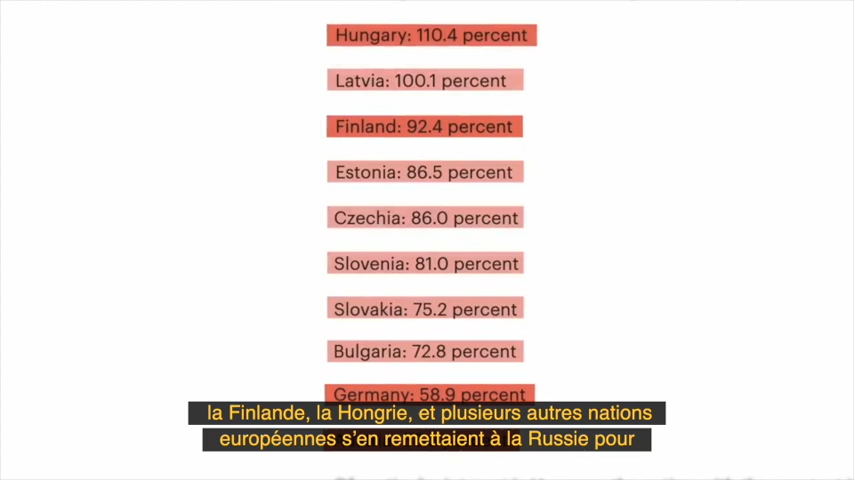 Hungary: 110.4 percent
Latvia: 100.1 percent
Finland: 92.4 percent
Estonia: 86.5 percent
Czechia: 86.0 percent
Slovenia: 81.0 percent
Slovakia: 75.2 percent
Bulgaria: 72.8 percent
Germany: 58.9 percent
la Finlande, la Hongrie, et plusieurs autres nations
européennes s'en remettaient à la Russie pour